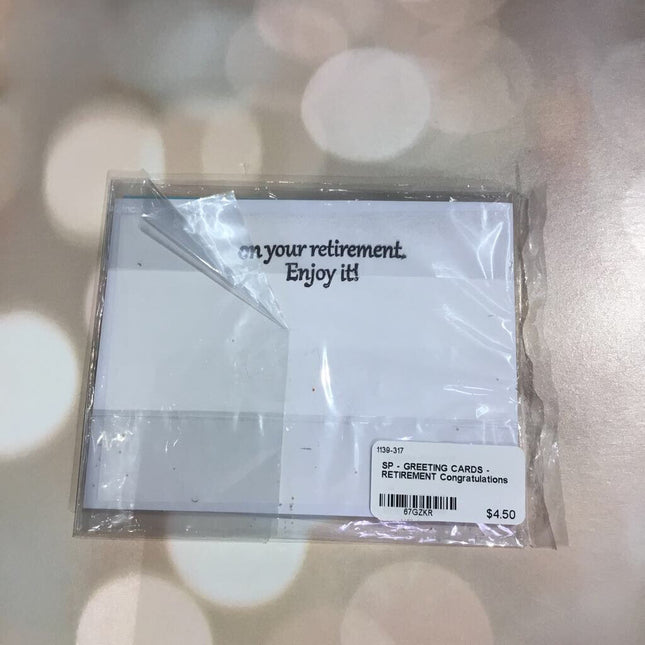 on your retirement.
Enjoy it!
1139-317
SP - GREETING CARDS -
RETIREMENT Congratulations
67GZKR
$4.50